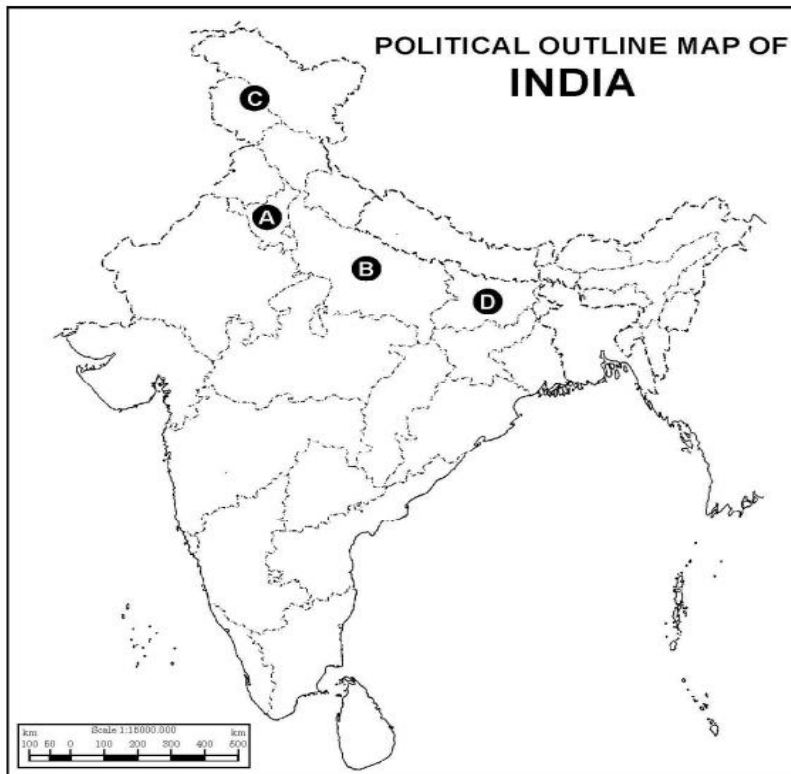 POLITICAL OUTLINE MAP OF
INDIA
C
A
B
D
Scale 1:15000.000
km km
100 50 0 100 200 300 400 500